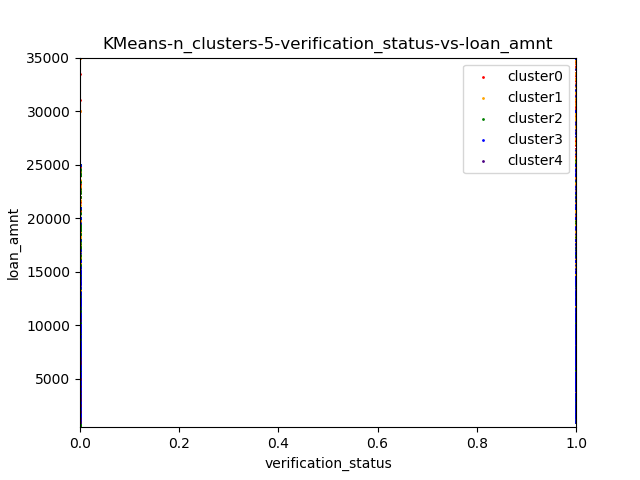 KMeans-n_clusters-5-verification_status-vs-loan_amnt
35000
30000
25000
20000
15000
10000
5000
loan_amnt
cluster0
cluster1
cluster2
cluster3
cluster4
0.0 0.2 0.4 0.6 0.8 1.0
verification_status